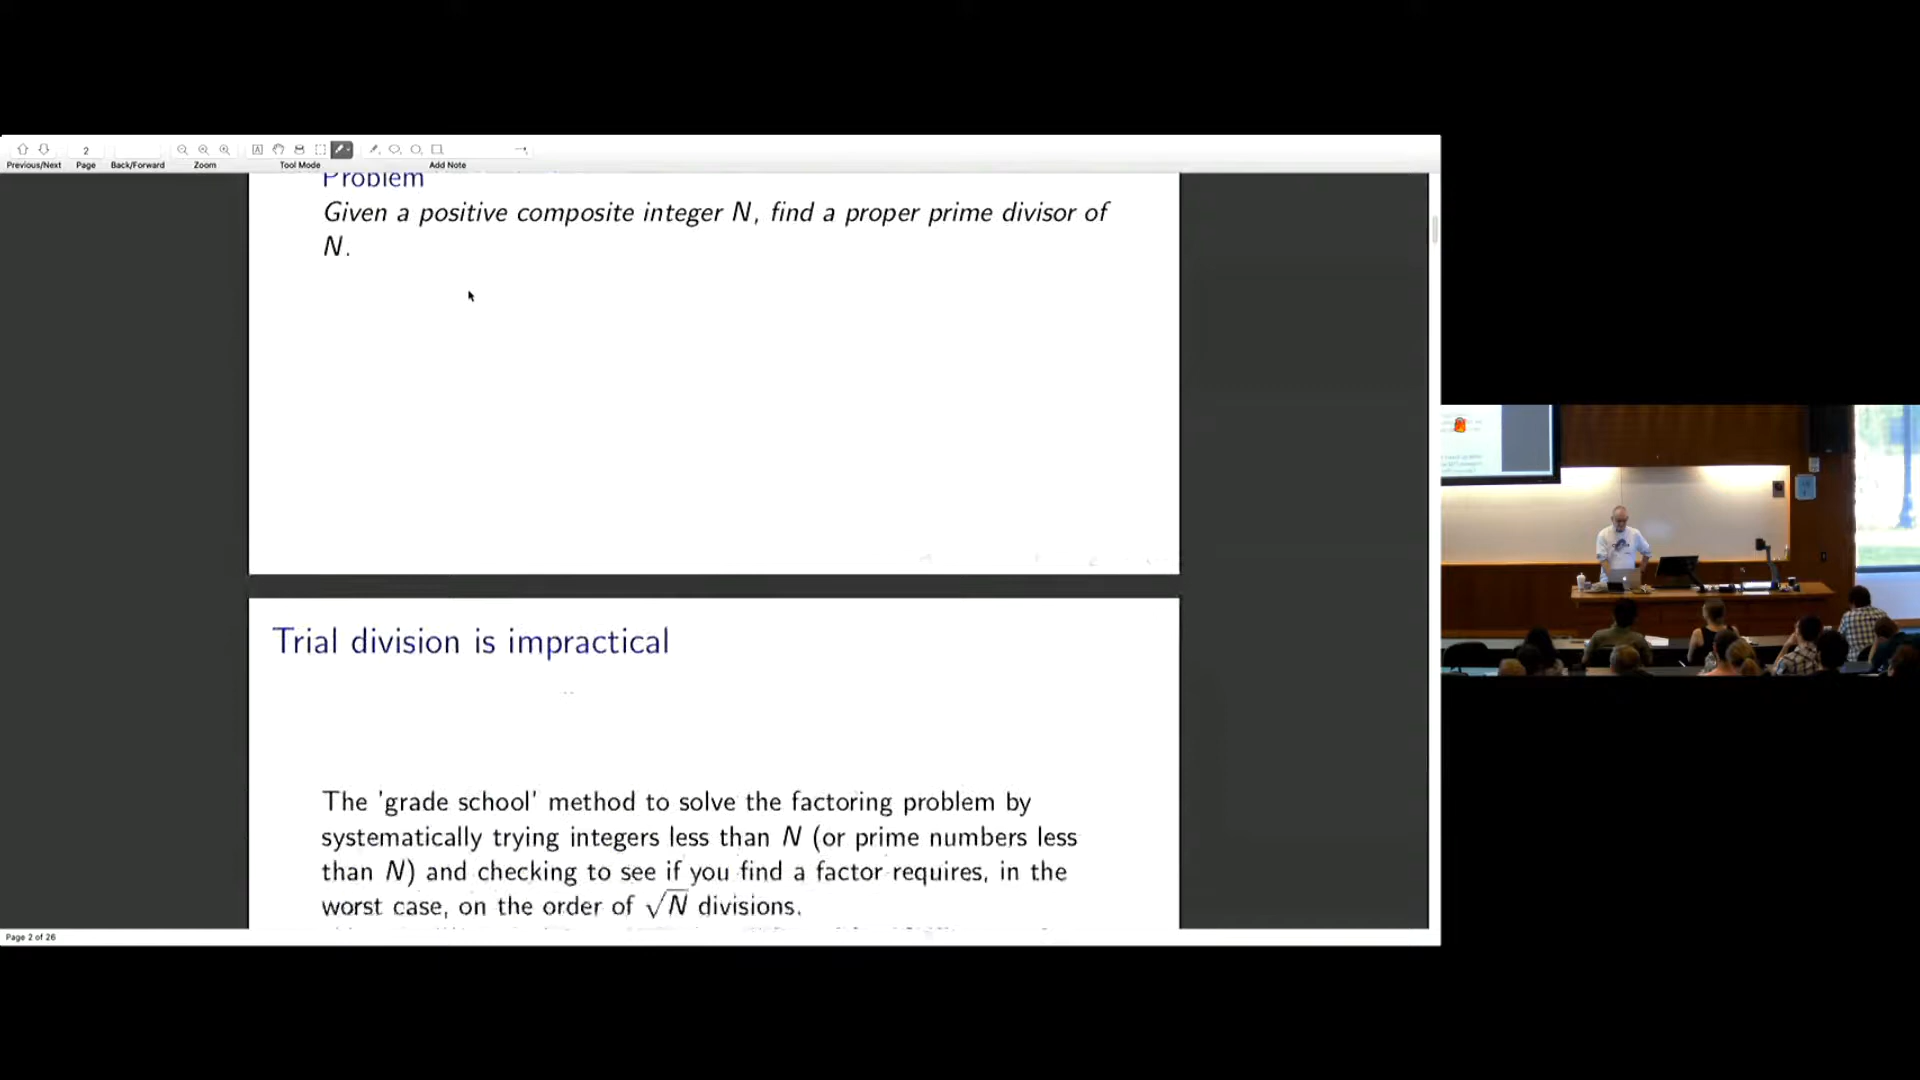 2
Previous/Next Page Back/Forward Zoom Tool Mode Add Note
Problem
Given a positive composite integer N, find a proper prime divisor of
N.
Trial division is impractical
The 'grade school' method to solve the factoring problem by
systematically trying integers less than N (or prime numbers less
than N) and checking to see if you find a factor requires, in the
worst case, on the order of √N divisions.
Page 2 of 26